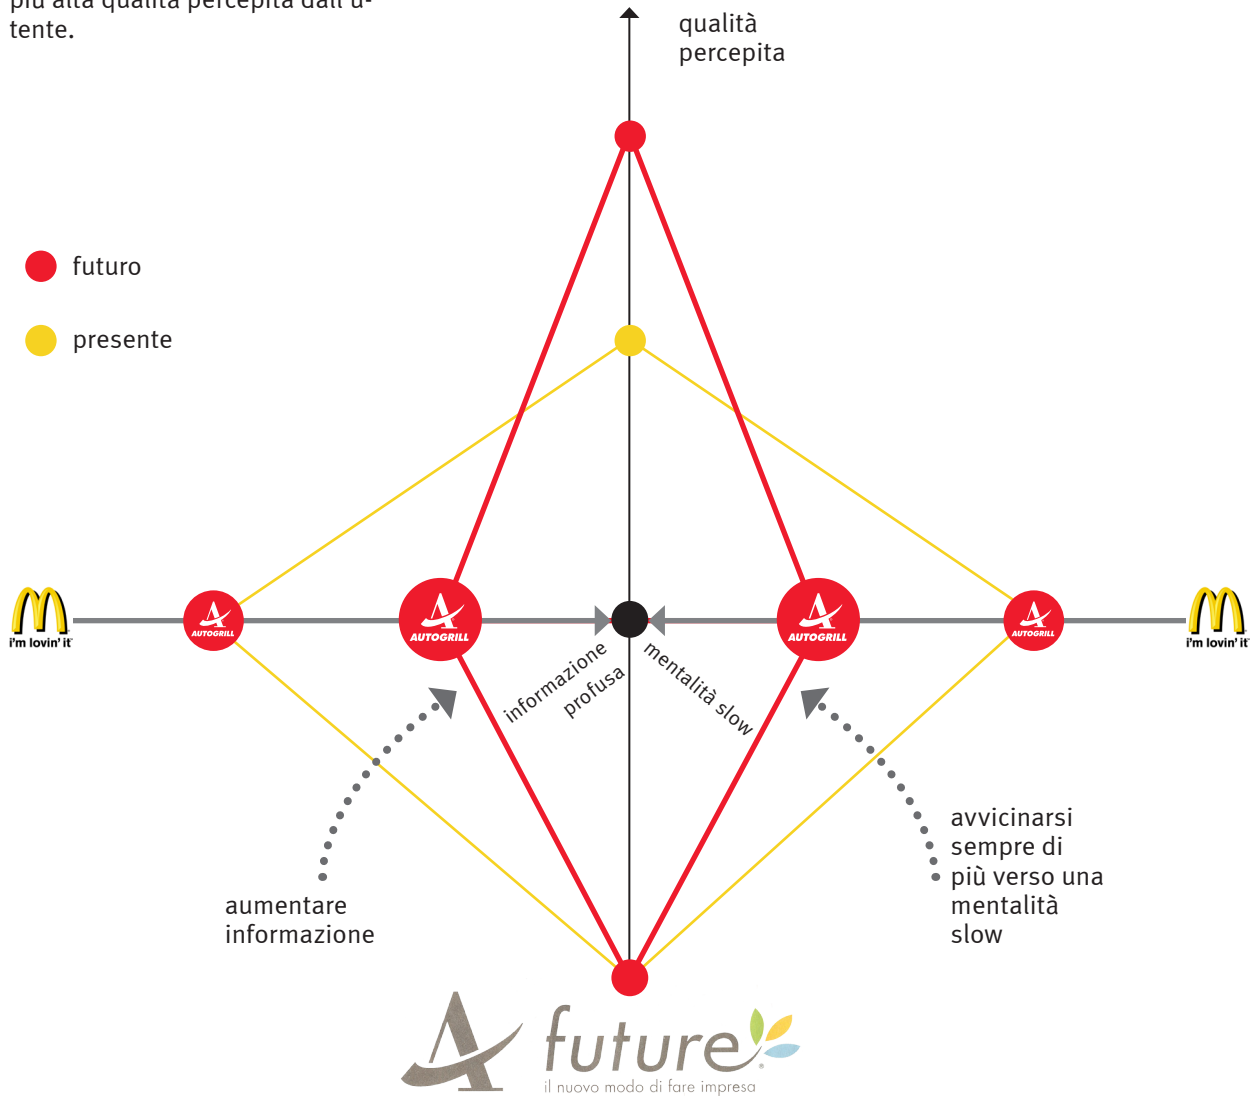 più alta qualità percepita dall'u-
tente.
qualità
percepita
futuro
presente
i'm lovin' it
AUTOGRILL
AUTOGRILL
AUTOGRILL
AUTOGRILL
i'm lovin' it
informazione
profusa
mentalità slow
aumentare
informazione
avvicinarsi
sempre di
più verso una
mentalità
slow
future
il nuovo modo di fare impresa